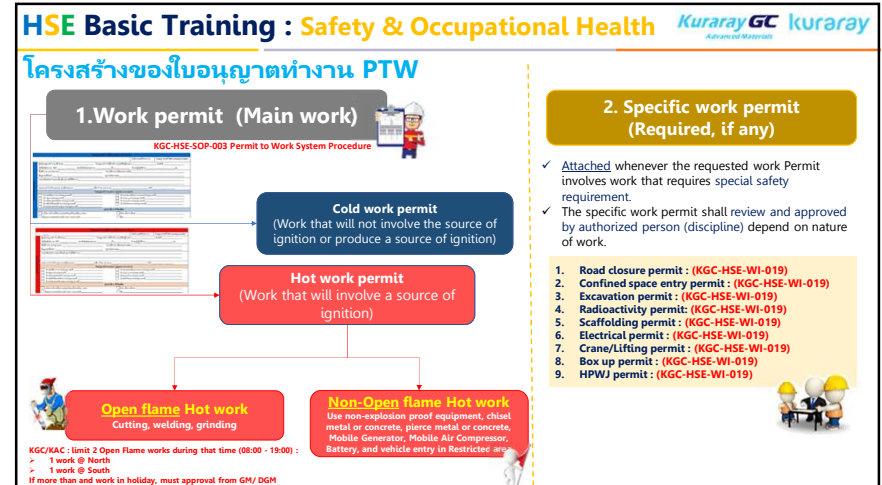 HSE Basic Training : Safety & Occupational Health
Kuraray GC
Advanced Materials
kuraray
โครงสร้างของใบอนุญาตทำงาน PTW
1.Work permit (Main work)
KGC-HSE-SOP-003 Permit to Work System Procedure
Cold work permit
(Work that will not involve the source of
ignition or produce a source of ignition)
Hot work permit
(Work that will involve a source of
ignition)
Open flame Hot work
Cutting, welding, grinding
Non-Open flame Hot work
Use non-explosion proof equipment, chisel
metal or concrete, pierce metal or concrete,
Mobile Generator, Mobile Air Compressor,
Battery, and vehicle entry in Restricted area
KGC/KAC : limit 2 Open Flame works during that time (08:00 - 19:00) :
➢ 1 work @ North
➢ 1 work @ South
If more than and work in holiday, must approval from GM/ DGM
2. Specific work permit
(Required, if any)
✓ Attached whenever the requested work Permit
involves work that requires special safety
requirement.
✓ The specific work permit shall review and approved
by authorized person (discipline) depend on nature
of work.
1. Road closure permit : (KGC-HSE-WI-019)
2. Confined space entry permit : (KGC-HSE-WI-019)
3. Excavation permit : (KGC-HSE-WI-019)
4. Radioactivity permit: (KGC-HSE-WI-019)
5. Scaffolding permit : (KGC-HSE-WI-019)
6. Electrical permit : (KGC-HSE-WI-019)
7. Crane/Lifting permit : (KGC-HSE-WI-019)
8. Box up permit : (KGC-HSE-WI-019)
9. HPWJ permit : (KGC-HSE-WI-019)